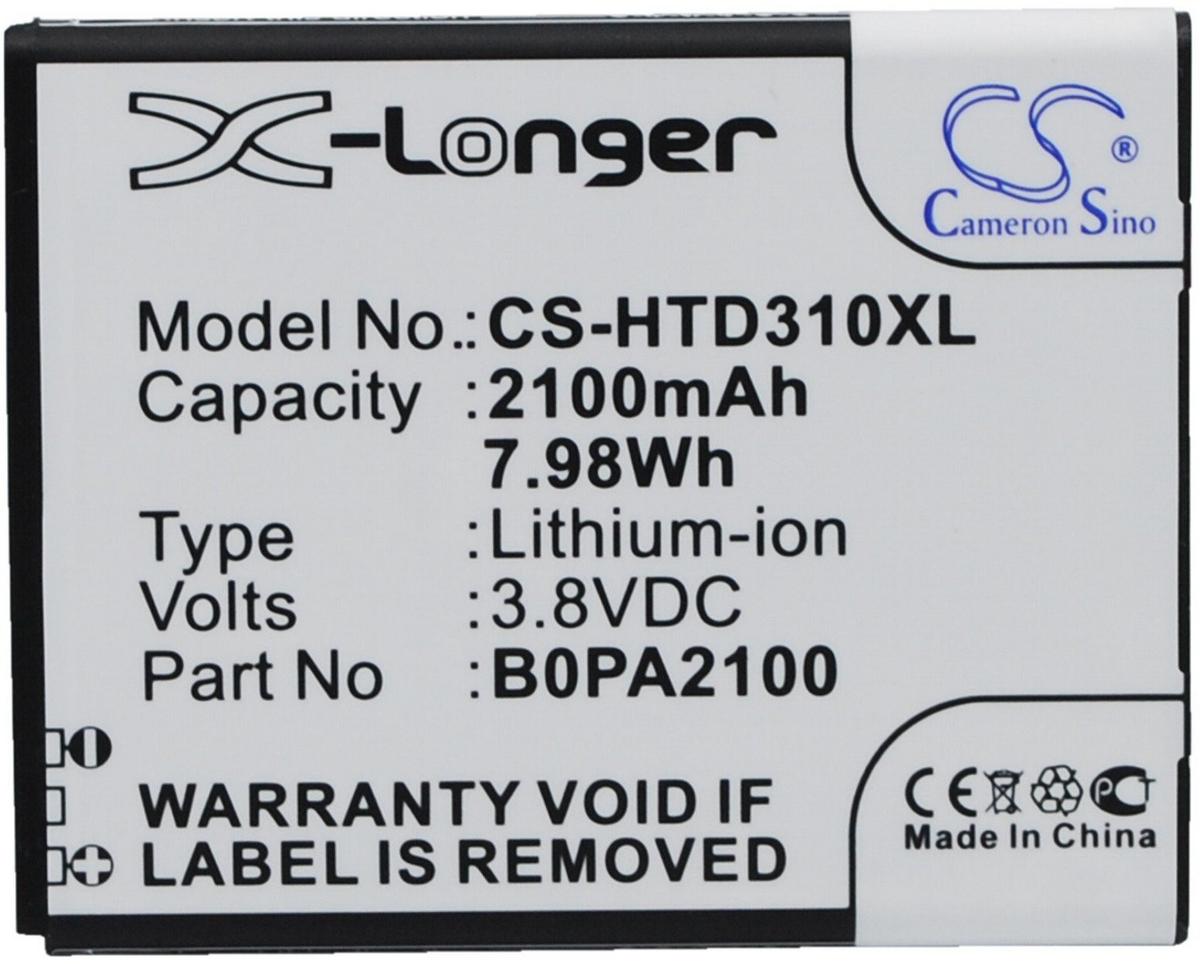 X-Longer
CS®
Cameron Sino
Model No.: CS-HTD310XL
Capacity : 2100mAh
7.98Wh
Type : Lithium-ion
Volts : 3.8VDC
Part No : B0PA2100
WARRANTY VOID IF
LABEL IS REMOVED
CE PCT
Made In China